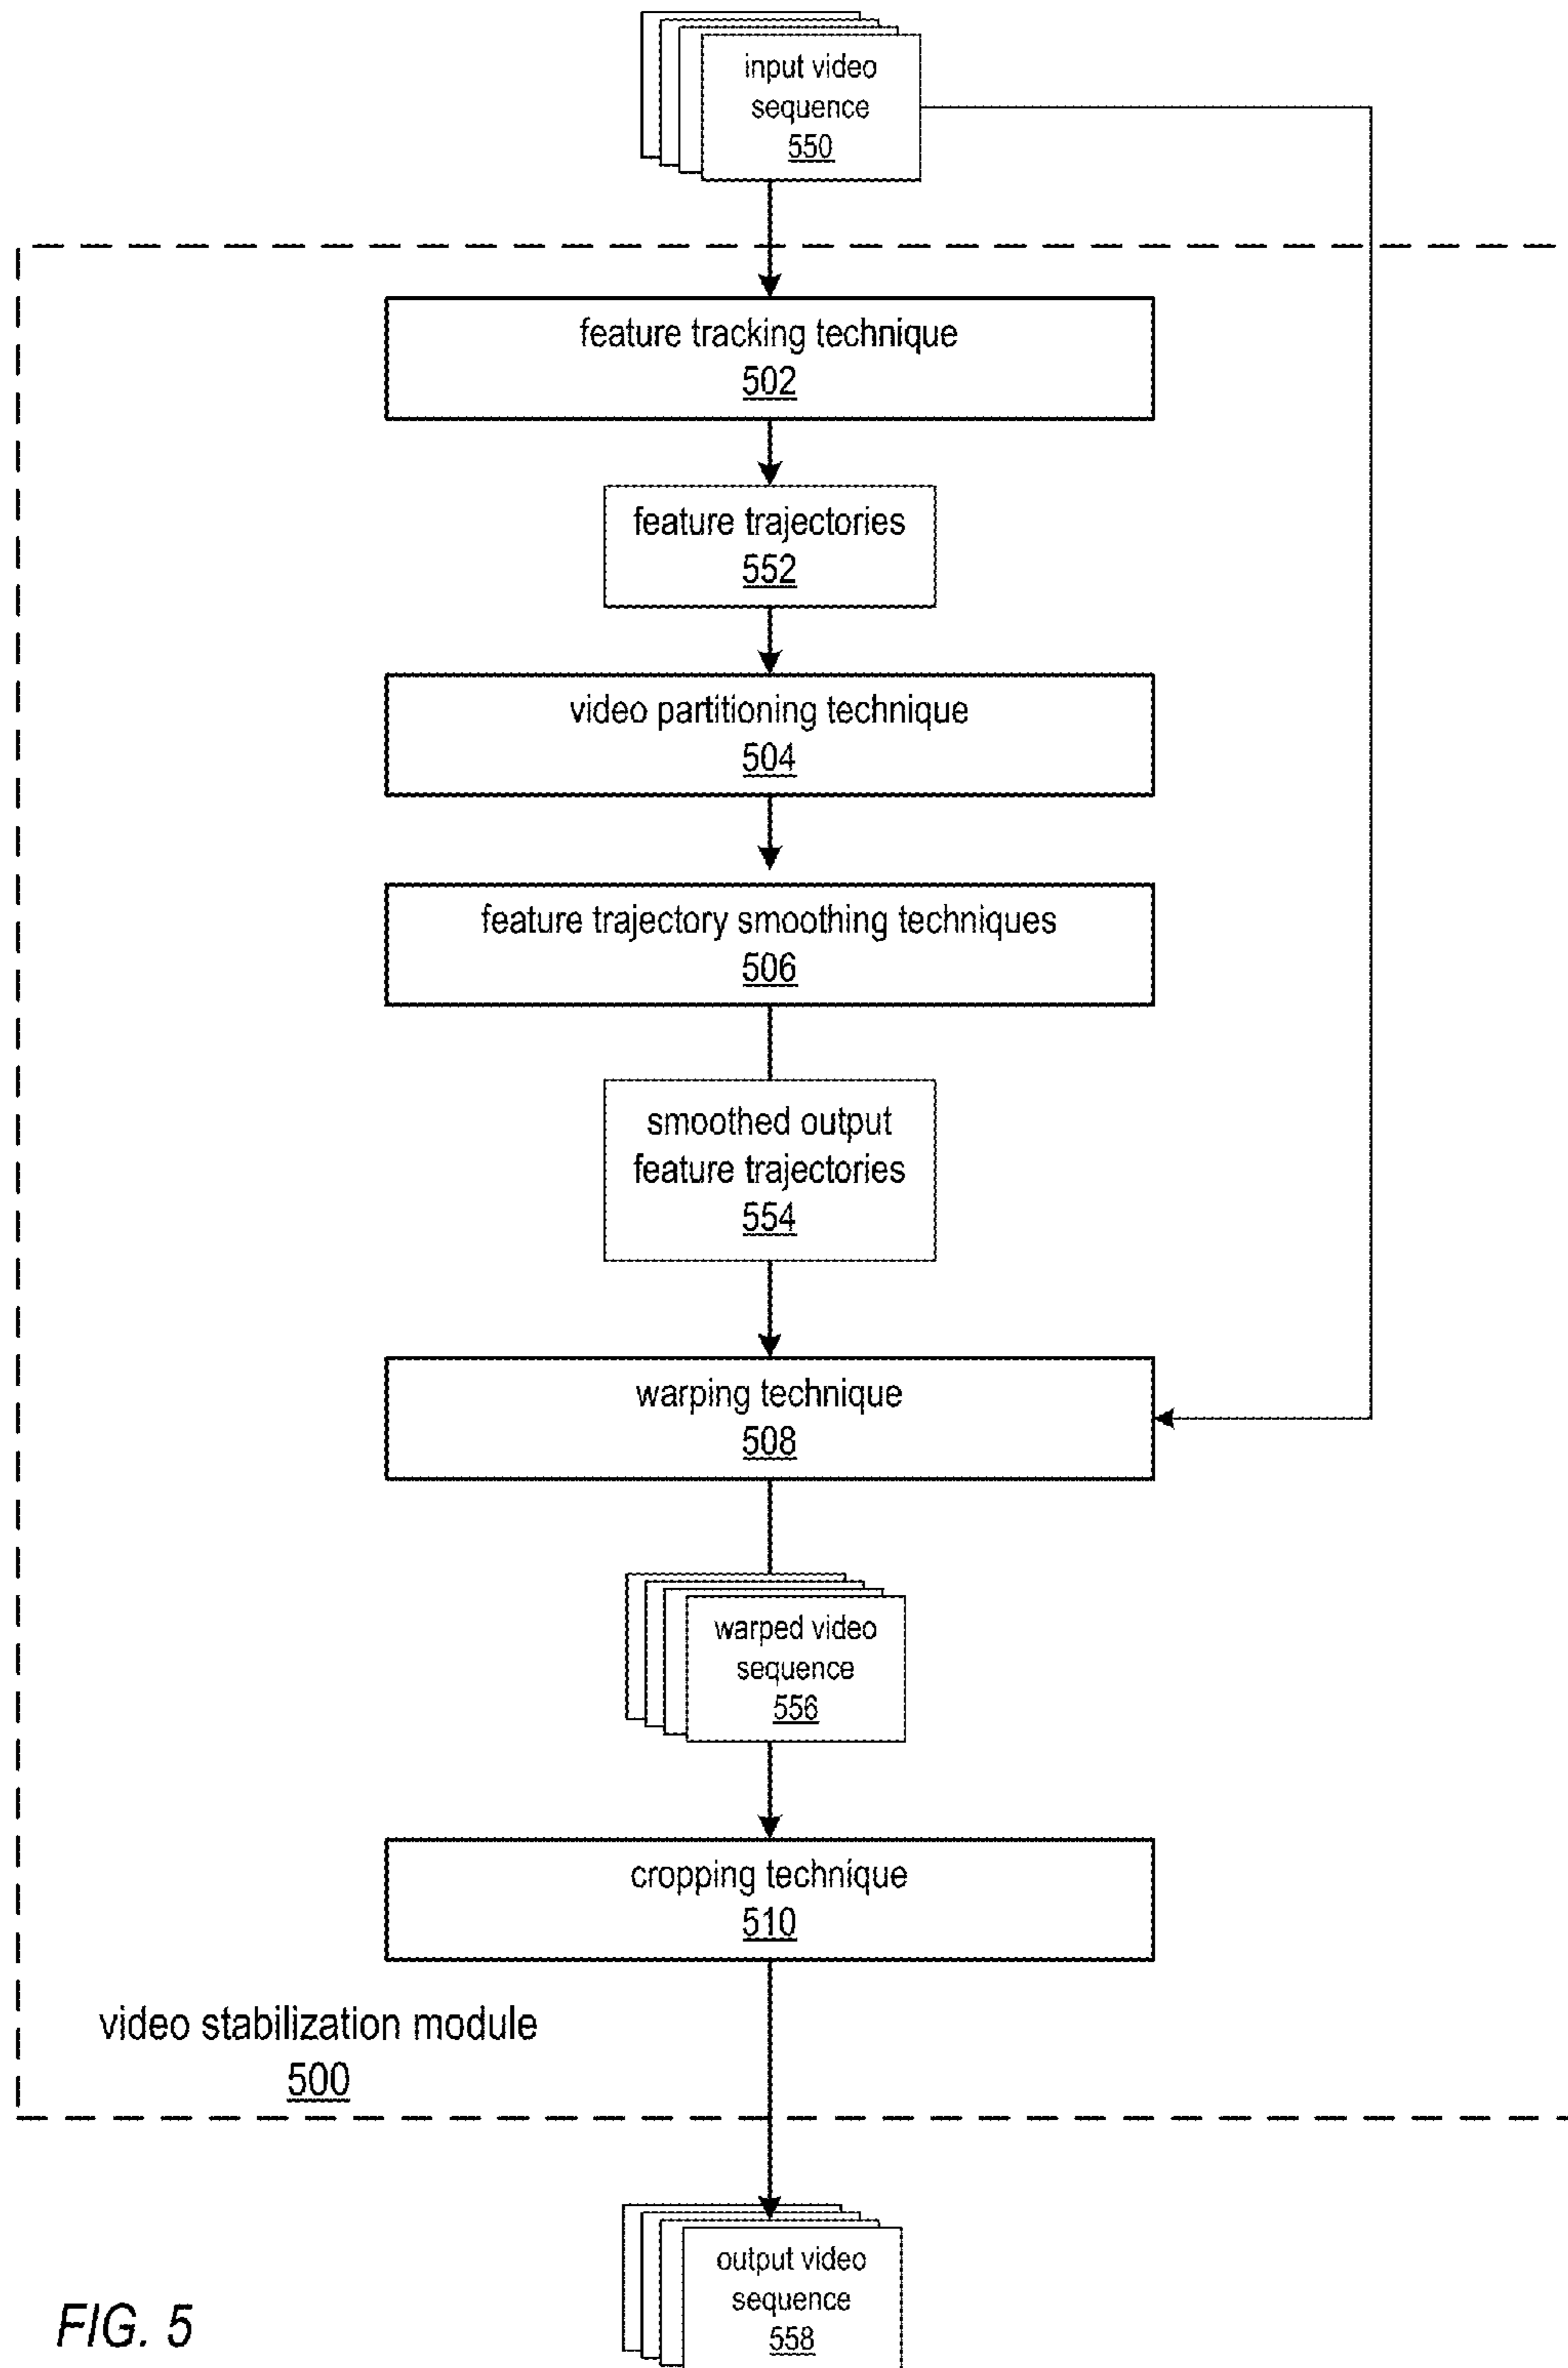 input video
sequence
550
feature tracking technique
502
feature trajectories
552
video partitioning technique
504
feature trajectory smoothing techniques
506
smoothed output
feature trajectories
554
warping technique
508
warped video
sequence
556
cropping technique
510
video stabilization module
500
output video
sequence
558
FIG. 5